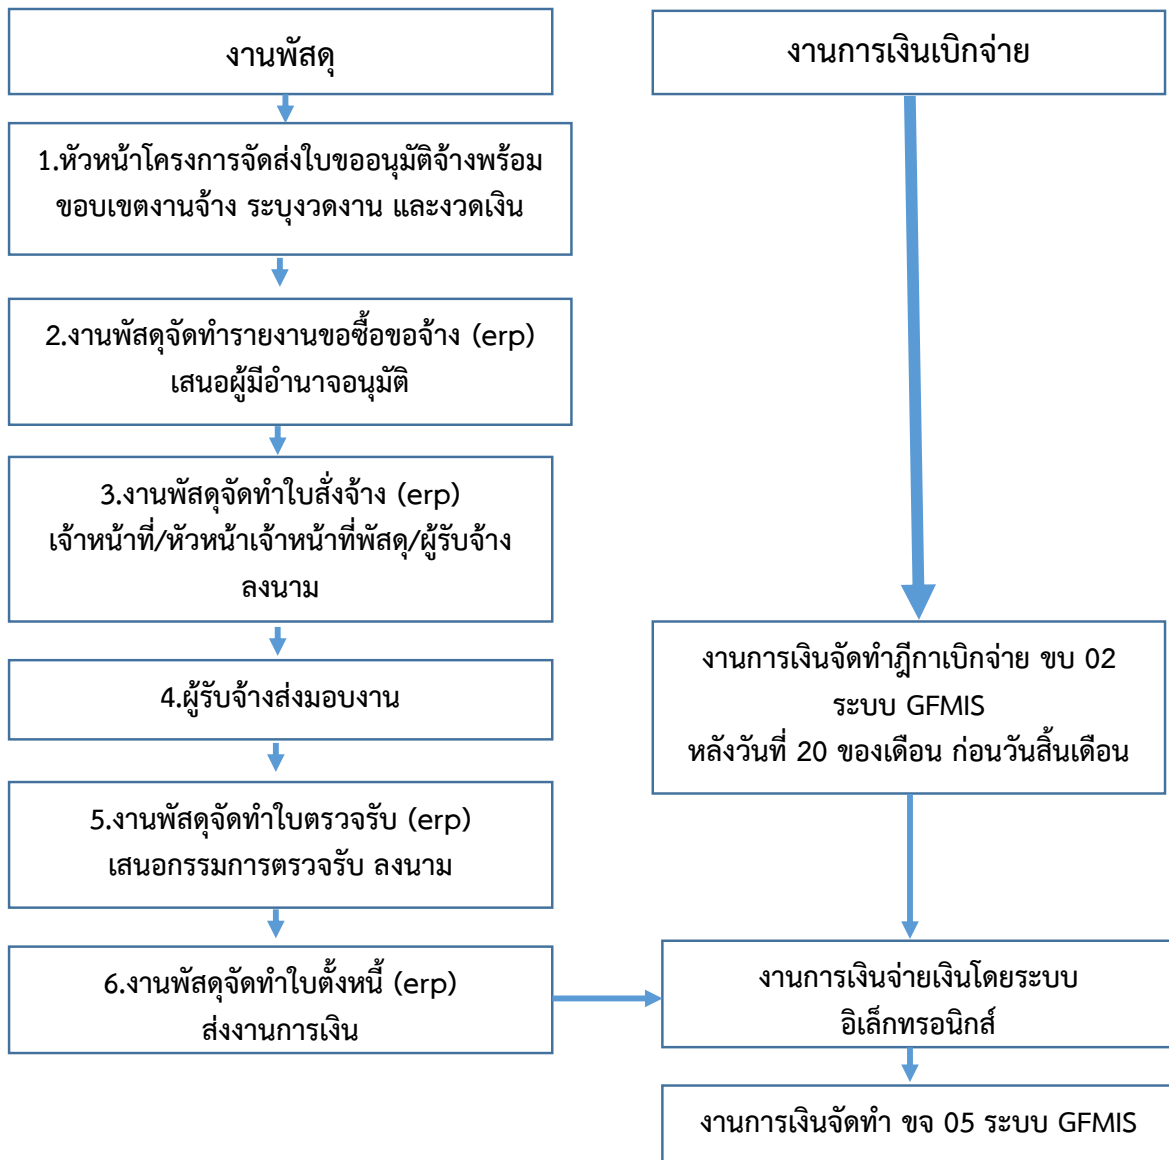 งานพัสดุ
1.หัวหน้าโครงการจัดส่งใบขออนุมัติจ้างพร้อม
ขอบเขตงานจ้าง ระบุงวดงาน และงวดเงิน
2.งานพัสดุจัดทำรายงานขอซื้อขอจ้าง (erp)
เสนอผู้มีอำนาจอนุมัติ
3.งานพัสดุจัดทำใบสั่งจ้าง (erp)
เจ้าหน้าที่/หัวหน้าเจ้าหน้าที่พัสดุ/ผู้รับจ้าง
ลงนาม
4.ผู้รับจ้างส่งมอบงาน
5.งานพัสดุจัดทำใบตรวจรับ (erp)
เสนอกรรมการตรวจรับ ลงนาม
6.งานพัสดุจัดทำใบตั้งหนี้ (erp)
ส่งงานการเงิน
งานการเงินเบิกจ่าย
งานการเงินจัดทำฎีกาเบิกจ่าย ขบ 02
ระบบ GFMIS
หลังวันที่ 20 ของเดือน ก่อนวันสิ้นเดือน
งานการเงินจ่ายเงินโดยระบบ
อิเล็กทรอนิกส์
งานการเงินจัดทำ ขจ 05 ระบบ GFMIS